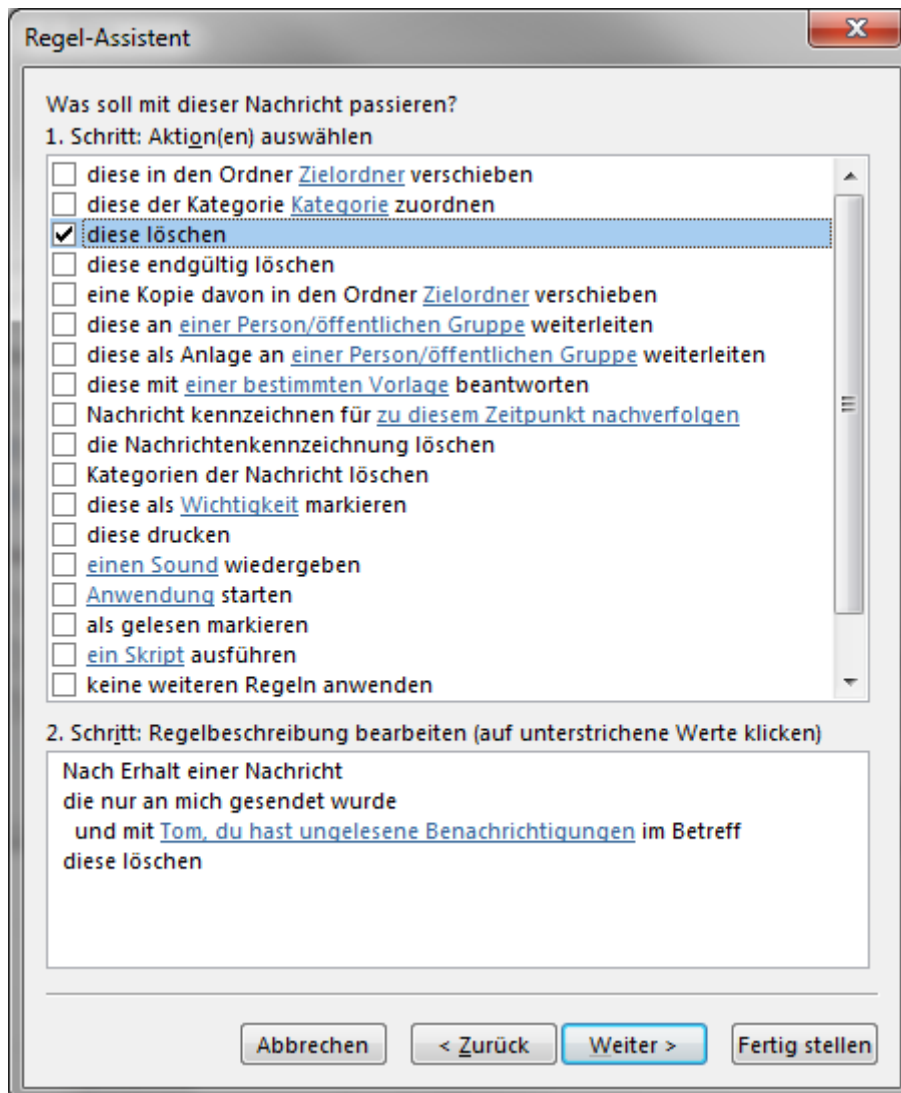 Regel-Assistent
Was soll mit dieser Nachricht passieren?
1. Schritt: Aktion(en) auswählen
diese in den Ordner Zielordner verschieben
diese der Kategorie Kategorie zuordnen
diese löschen
diese endgültig löschen
eine Kopie davon in den Ordner Zielordner verschieben
diese an einer Person/öffentlichen Gruppe weiterleiten
diese als Anlage an einer Person/öffentlichen Gruppe weiterleiten
diese mit einer bestimmten Vorlage beantworten
Nachricht kennzeichnen für zu diesem Zeitpunkt nachverfolgen
die Nachrichtenkennzeichnung löschen
Kategorien der Nachricht löschen
diese als Wichtigkeit markieren
diese drucken
einen Sound wiedergeben
Anwendung starten
als gelesen markieren
ein Skript ausführen
keine weiteren Regeln anwenden
2. Schritt: Regelbeschreibung bearbeiten (auf unterstrichene Werte klicken)
Nach Erhalt einer Nachricht
die nur an mich gesendet wurde
und mit Tom, du hast ungelesene Benachrichtigungen im Betreff
diese löschen
Abbrechen < Zurück Weiter > Fertig stellen